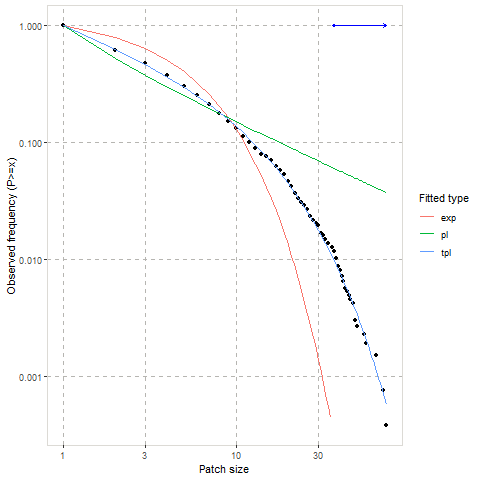 1.000
0.100
0.010
0.001
Observed frequency (P>=x)
1
3
10
30
Patch size
Fitted type
exp
pl
tpl